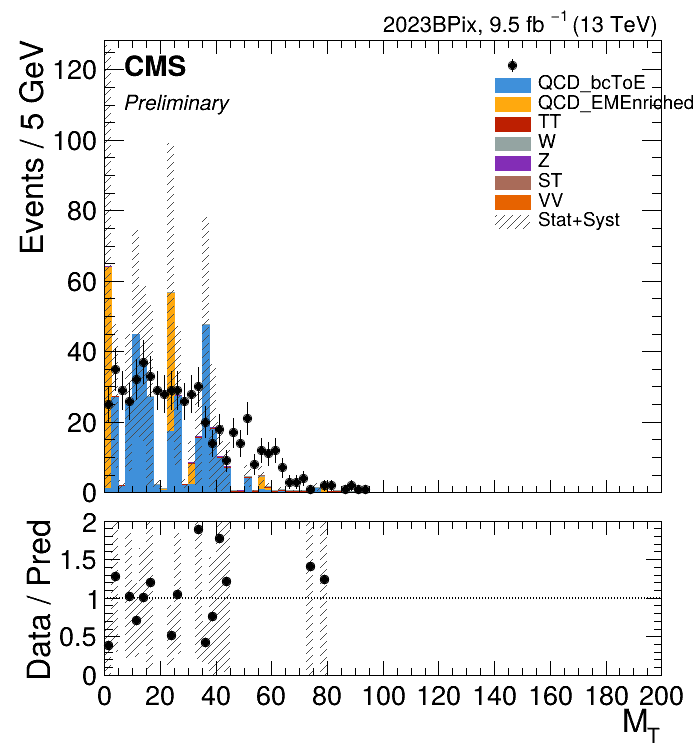 2023BPix, 9.5 fb⁻¹ (13 TeV)
CMS
Preliminary
Events / 5 GeV
120
100
80
60
40
20
0
QCD_bcToE
QCD_EMEnriched
TT
W
Z
ST
VV
Stat+Syst
Data / Pred
2
1.5
1
0.5
0
0 20 40 60 80 100 120 140 160 180 200
M_T